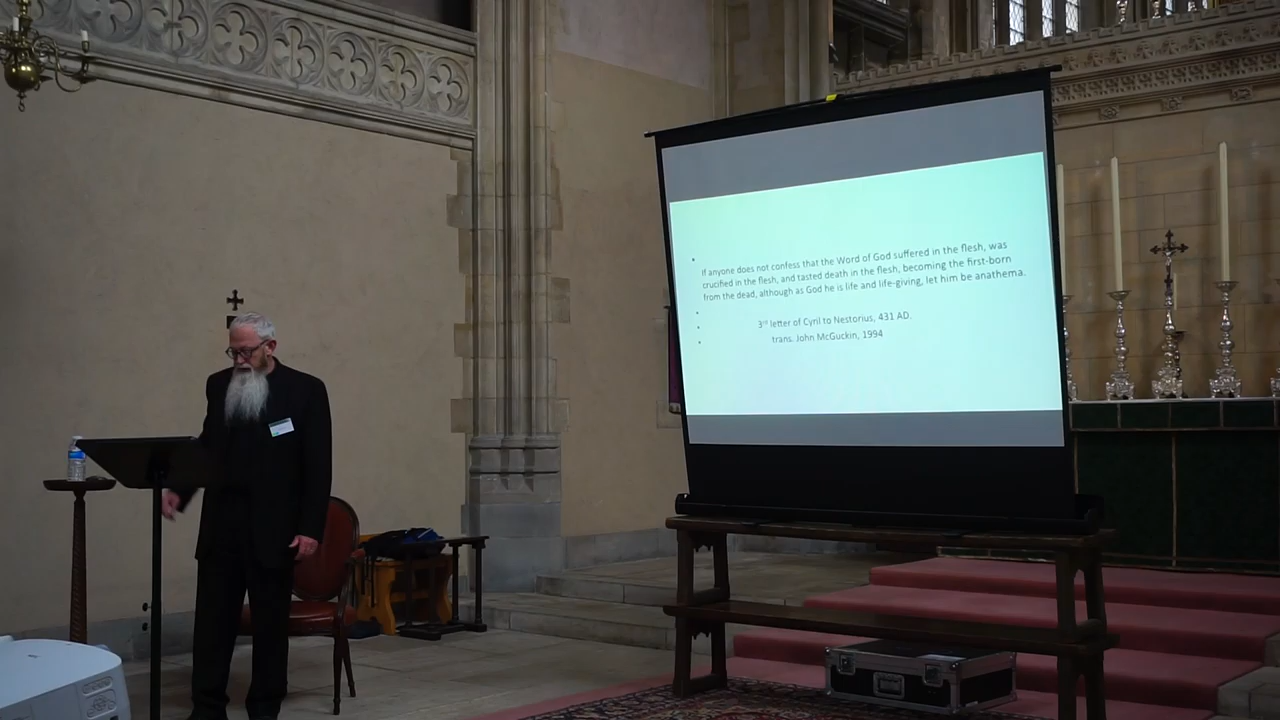 If anyone does not confess that the Word of God suffered in the flesh, was
crucified in the flesh, and tasted death in the flesh, becoming the first-born
from the dead, although as God he is life and life-giving, let him be anathema.
3rd letter of Cyril to Nestorius, 431 AD.
trans. John McGuckin, 1994